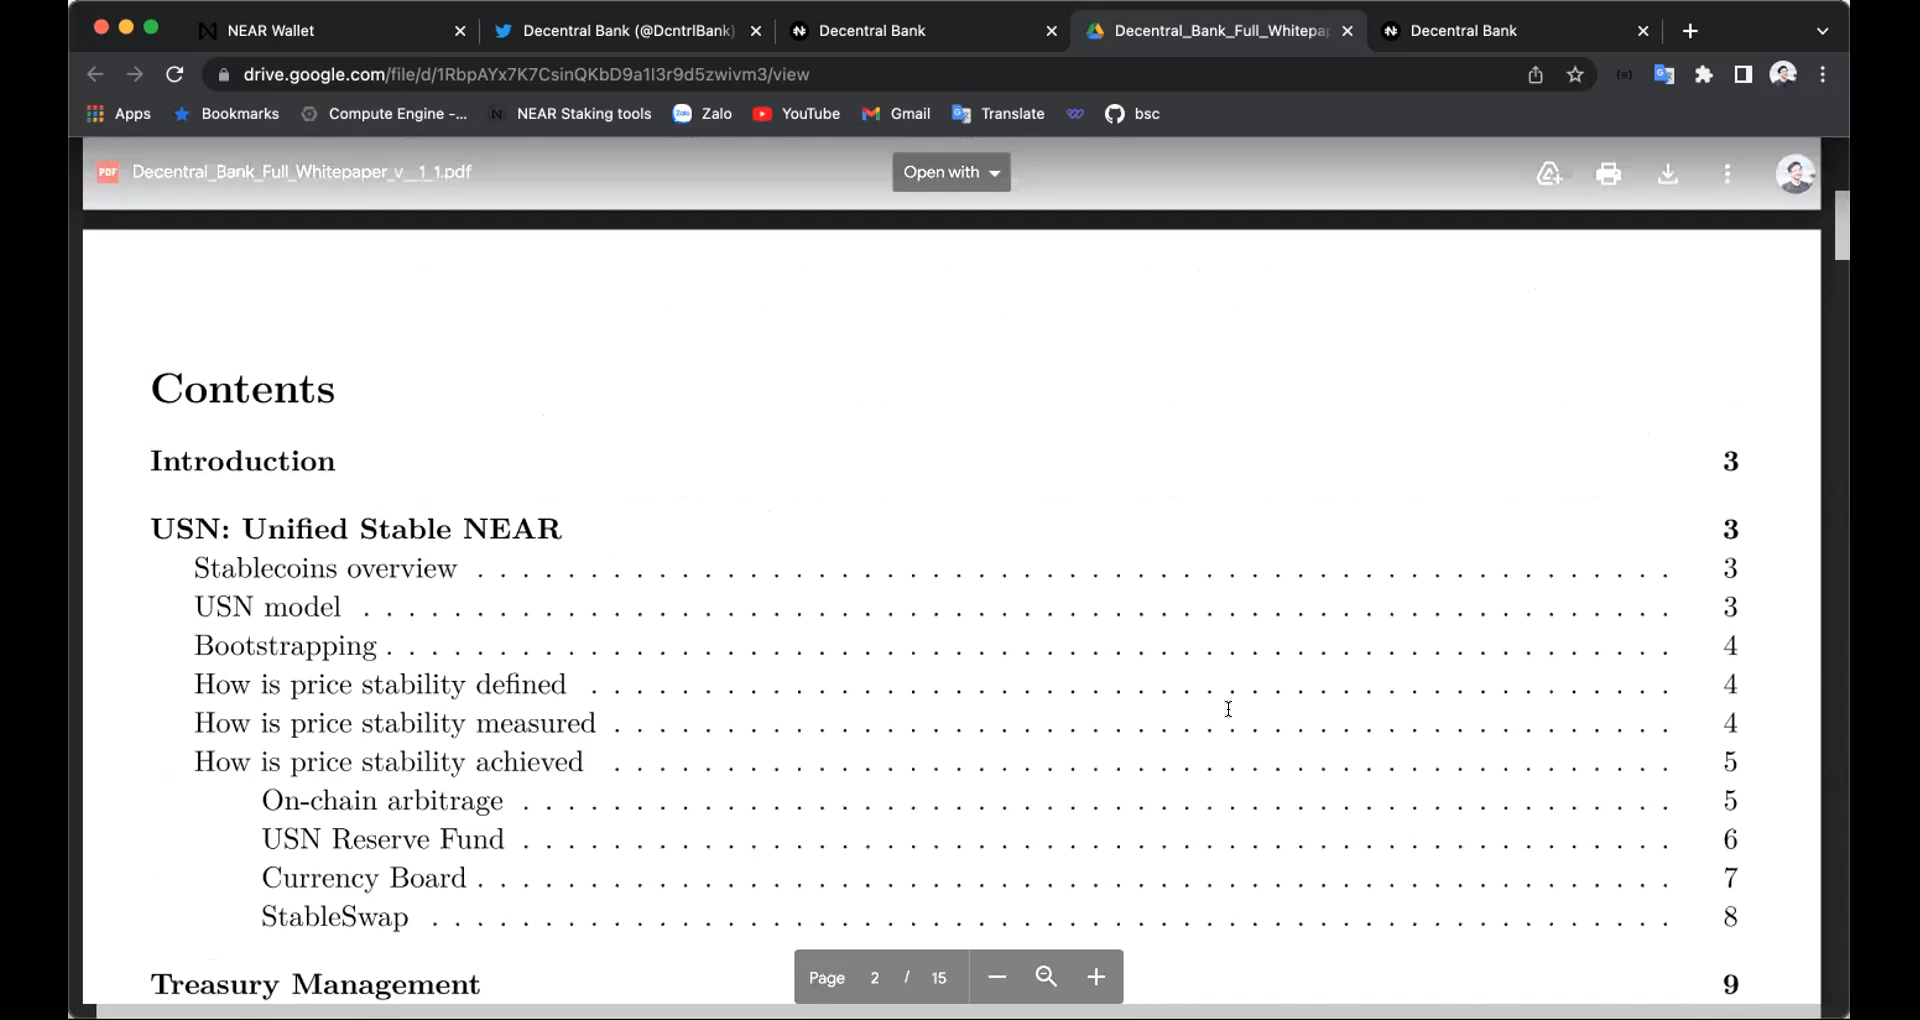 NEAR Wallet
Decentral Bank (@DcntrlBank)
Decentral Bank
Decentral_Bank_Full_Whitepa
Decentral Bank
drive.google.com/file/d/1RbpAYx7K7CsinQKbD9a1I3r9d5zwivm3/view
Apps
Bookmarks
Compute Engine -...
NEAR Staking tools
Zalo
YouTube
Gmail
Translate
bsc
PDF Decentral_Bank_Full_Whitepaper_v__1_1.pdf
Open with
Contents
Introduction 3
USN: Unified Stable NEAR 3
Stablecoins overview 3
USN model 3
Bootstrapping 4
How is price stability defined 4
How is price stability measured 4
How is price stability achieved 5
On-chain arbitrage 5
USN Reserve Fund 6
Currency Board 7
StableSwap 8
Treasury Management 9
Page 2 / 15